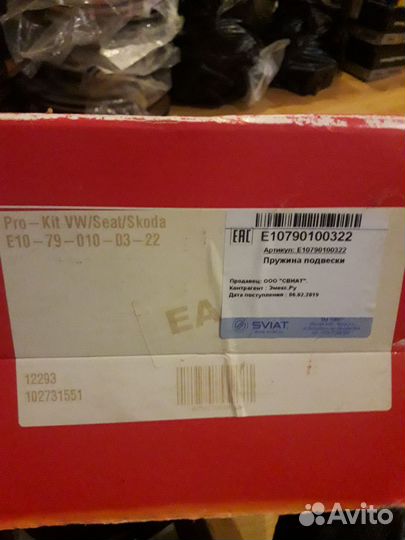 Pro-Kit VW/Seat/Skoda
E10-79-010-03-22
EAC
E10790100322
Артикул: E10790100322
Пружина подвески
Продавец: ООО "СВИАТ".
Контрагент : Эмекс.Ру
Дата поступления : 06.02.2019
SVIAT
EA
12293
102731551
Avito